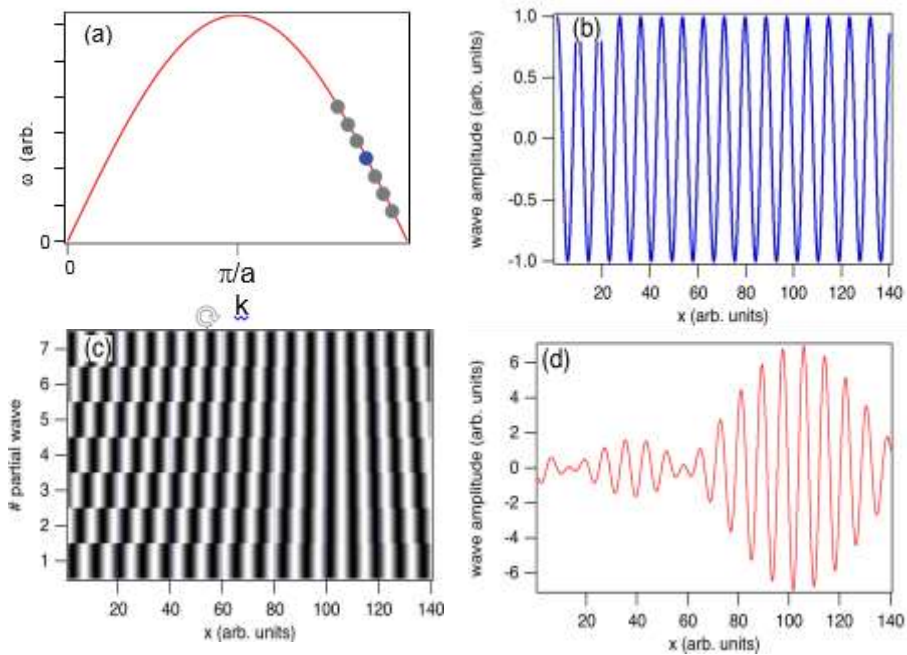 (a)
ω (arb.
0
0
π/a
k
(b)
wave amplitude (arb. units)
1.0
0.5
0.0
-0.5
-1.0
20 40 60 80 100 120 140
x (arb. units)
(c)
# partial wave
7
6
5
4
3
2
1
20 40 60 80 100 120 140
x (arb. units)
(d)
wave amplitude (arb. units)
6
4
2
0
-2
-4
-6
20 40 60 80 100 120 140
x (arb. units)